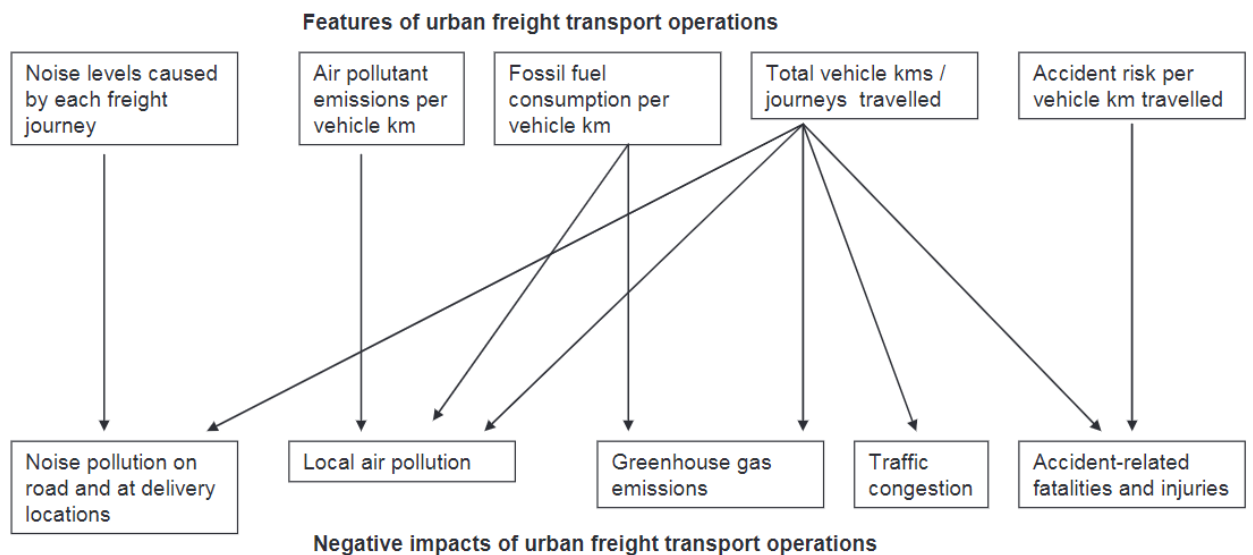 Features of urban freight transport operations
Noise levels caused
by each freight
journey
Air pollutant
emissions per
vehicle km
Fossil fuel
consumption per
vehicle km
Total vehicle kms /
journeys travelled
Accident risk per
vehicle km travelled
Noise pollution on
road and at delivery
locations
Local air pollution
Greenhouse gas
emissions
Traffic
congestion
Accident-related
fatalities and injuries
Negative impacts of urban freight transport operations